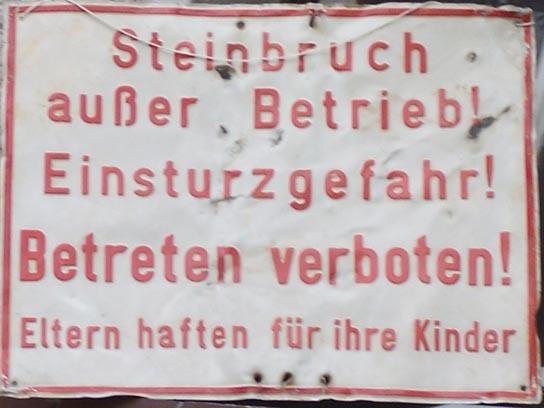 Steinbruch
außer Betrieb!
Einsturzgefahr!
Betreten verboten!
Eltern haften für ihre Kinder